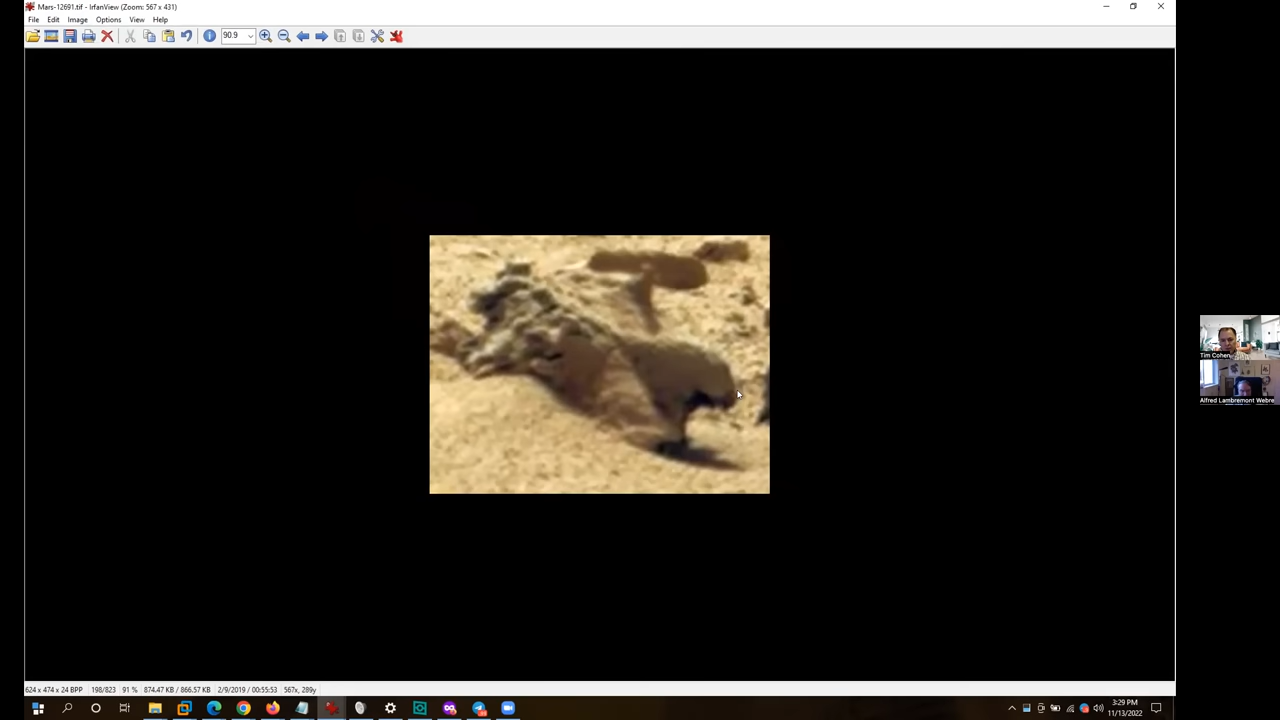 Mars-12691.tif - IrfanView (Zoom: 567 x 431)
File Edit Image Options View Help
90.9
Tim Cohen
Alfred Lambremont Webre
624 x 474 x 24 BPP 198/823 91 % 874.47 KB / 866.57 KB 2/9/2019 / 00:55:53 567x, 289y
3:29 PM
11/13/2022